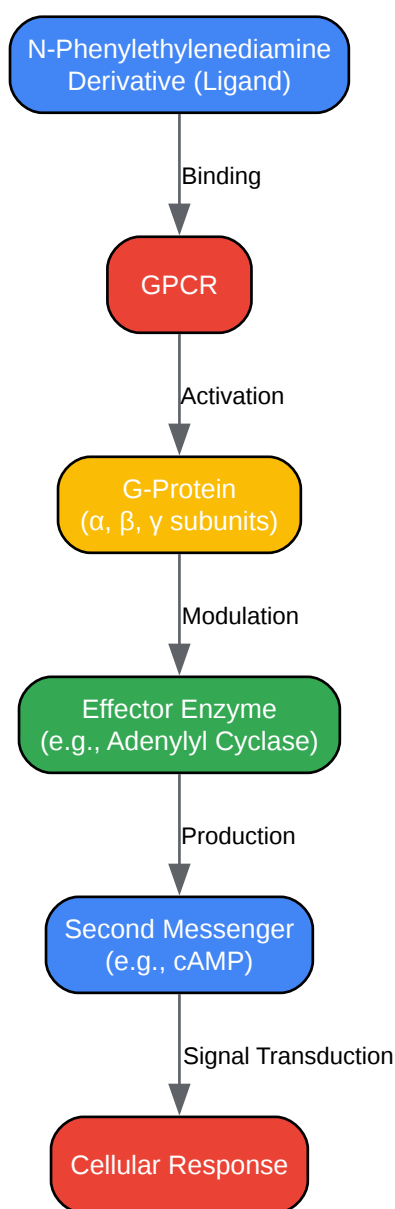 N-Phenylethylenediamine
Derivative (Ligand)
Binding
GPCR
Activation
G-Protein
(α, β, γ subunits)
Modulation
Effector Enzyme
(e.g., Adenylyl Cyclase)
Production
Second Messenger
(e.g., cAMP)
Signal Transduction
Cellular Response